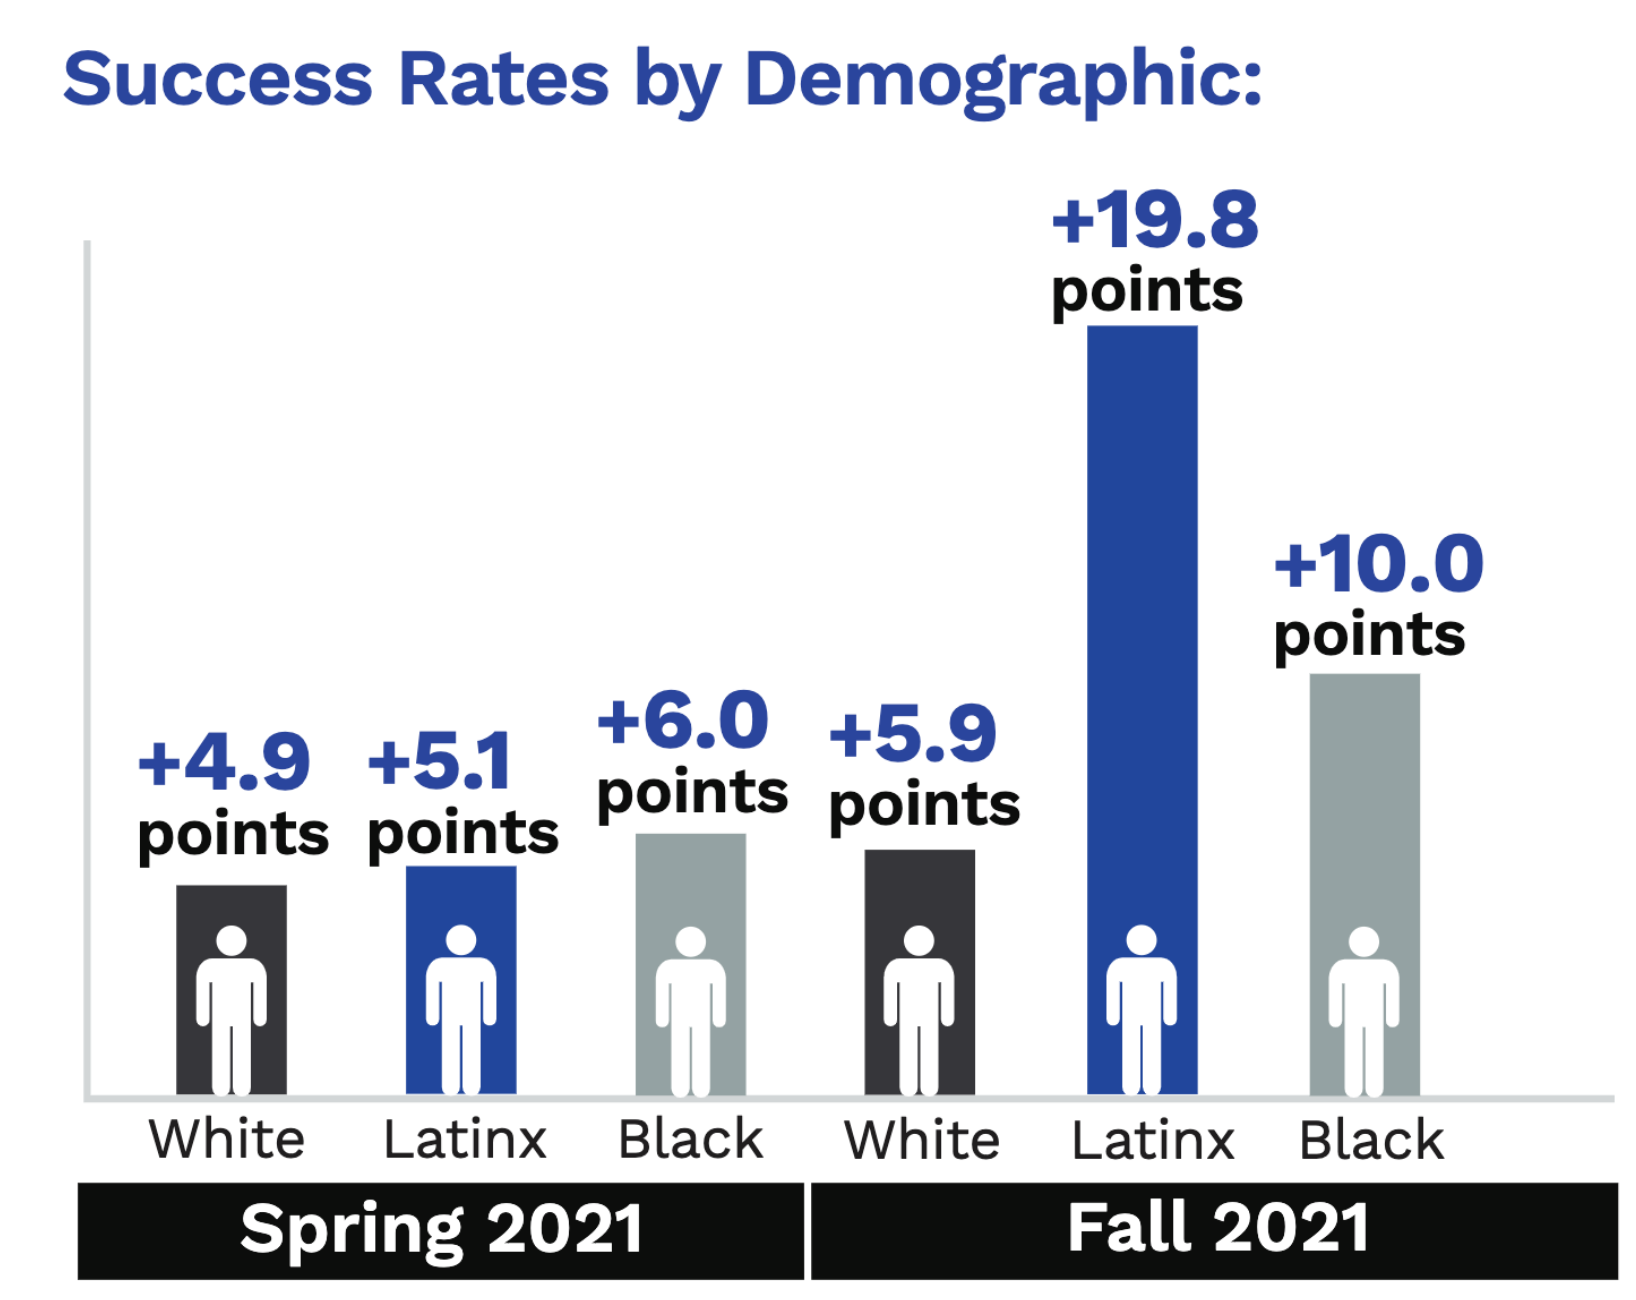 Success Rates by Demographic:
+4.9
points
+5.1
points
+6.0
points
+5.9
points
+19.8
points
+10.0
points
White
Latinx
Black
White
Latinx
Black
Spring 2021
Fall 2021